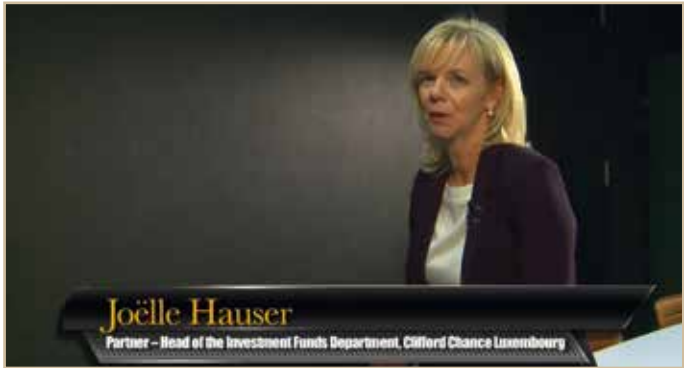 Joëlle Hauser
Partner – Head of the Investment Funds Department, Clifford Chance Luxembourg